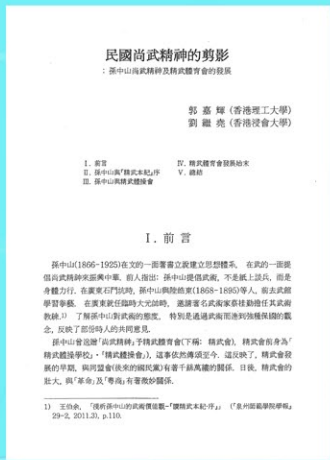 民國尚武精神的剪影
：孫中山尚武精神及精武體育會的發展
郭嘉輝 (香港理工大學)
劉繼堯 (香港浸會大學)
I. 前言
IV. 精武體育會發展始末
II. 孫中山與「精武本紀」序
V. 總結
III. 孫中山與精武體操會
I. 前言
孫中山(1866-1925)在文的一面著書立說建立思想體系, 在武的一面提
倡尚武精神來振興中華. 前人指出: 孫中山提倡武術, 不是紙上談兵, 而是
身體力行. 在廣東石門坑時, 孫中山與陸皓東(1868-1895)等人, 前去武館
學習拳藝. 在廣東就任臨時大元帥時, 邀請著名武術家蔡桂勤擔任其武術
教練.1) 了解孫中山對武術的態度, 特別是通過武術而達到強種保國的觀
念, 反映了部份時人的共同意見.
孫中山曾追贈「尚武精神」予精武體育會(下稱: 精武會), 精武會前身為「
精武體操學校」·「精武體操會」, 這事依然傳頌至今. 這反映了, 精武會發
展的早期, 與同盟會(後來的國民黨)有著千絲萬縷的關係. 日後, 精武會的
壯大, 與「革命」及「粵商」有著微妙關係.
1) 王伯余, 「淺析孫中山的武術價值觀-「讀精武本紀·序」」 (『泉州師範學院學報』
29-2, 2011.3), p.110.